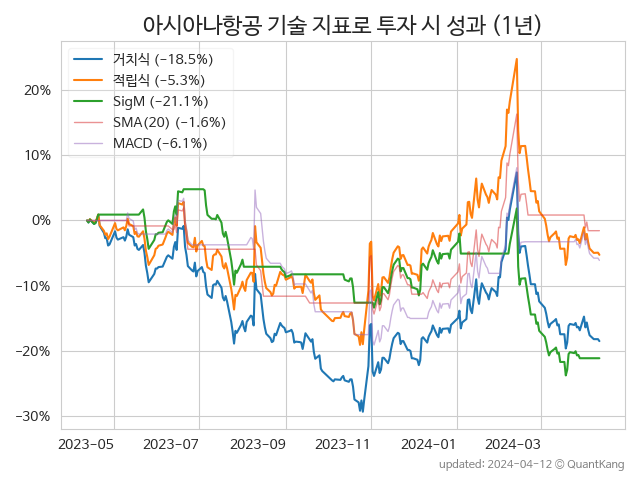 아시아나항공 기술 지표로 투자 시 성과 (1년)
거치식 (−18.5%)
적립식 (−5.3%)
SigM (−21.1%)
SMA(20) (−1.6%)
MACD (−6.1%)
20%
10%
0%
−10%
−20%
−30%
2023−05 2023−07 2023−09 2023−11 2024−01 2024−03
updated: 2024-04-12 © QuantKang